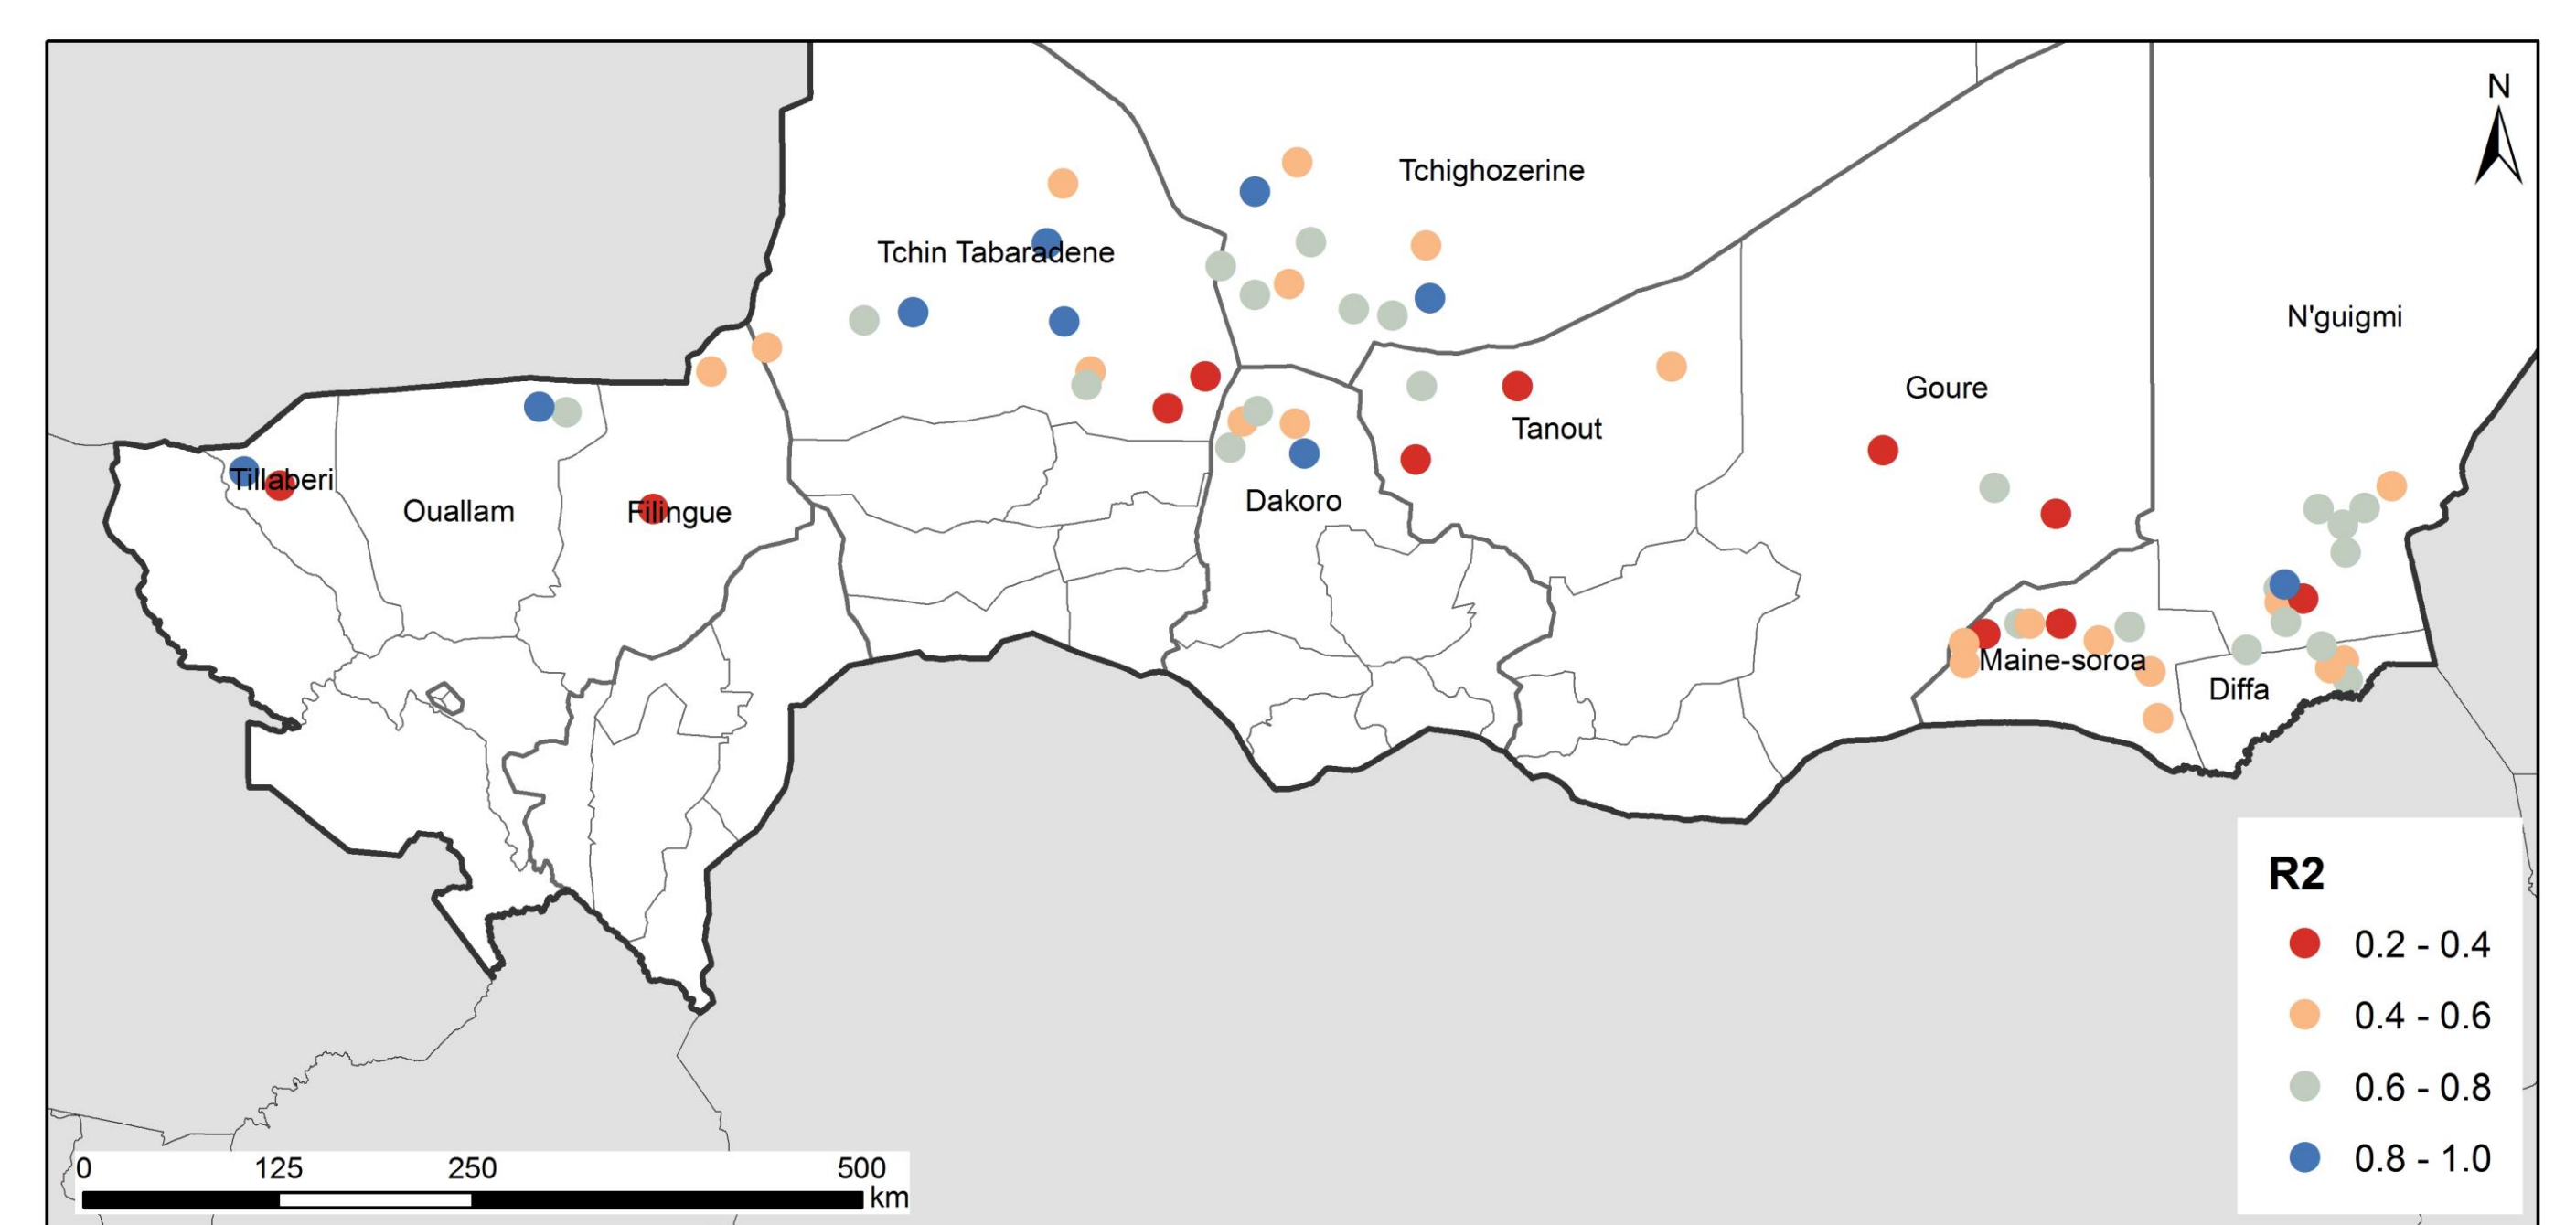 N
Tchighozerine
Tchin Tabaradene
N'guigmi
Goure
Tanout
Tillaberi
Dakoro
Ouallam
Filingue
Maine-soroa
Diffa
R2
0.2 - 0.4
0.4 - 0.6
0.6 - 0.8
0.8 - 1.0
0 125 250 500
km